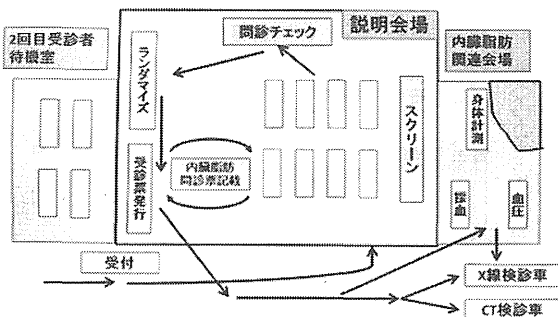 2回目受診者
待機室
ランダマイズ
問診チェック
説明会場
内臓脂肪
関連会場
スクリーン
身体計測
受診票発行
内臓脂肪
問診票記載
採血
血圧
受付
X線検診車
CT検診車